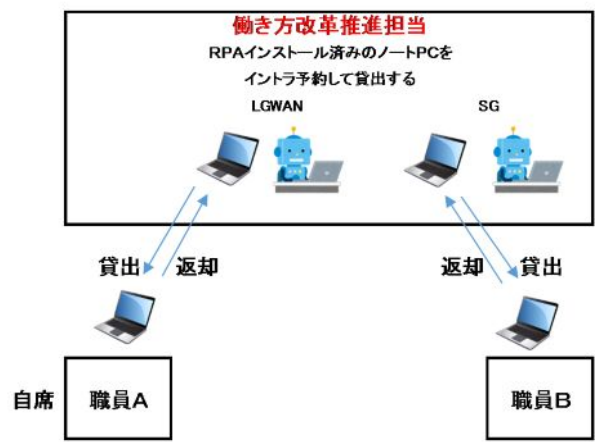 働き方改革推進担当
RPAインストール済みのノートPCを
イントラ予約して貸出する
LGWAN
SG
貸出
返却
返却
貸出
自席
職員A
職員B